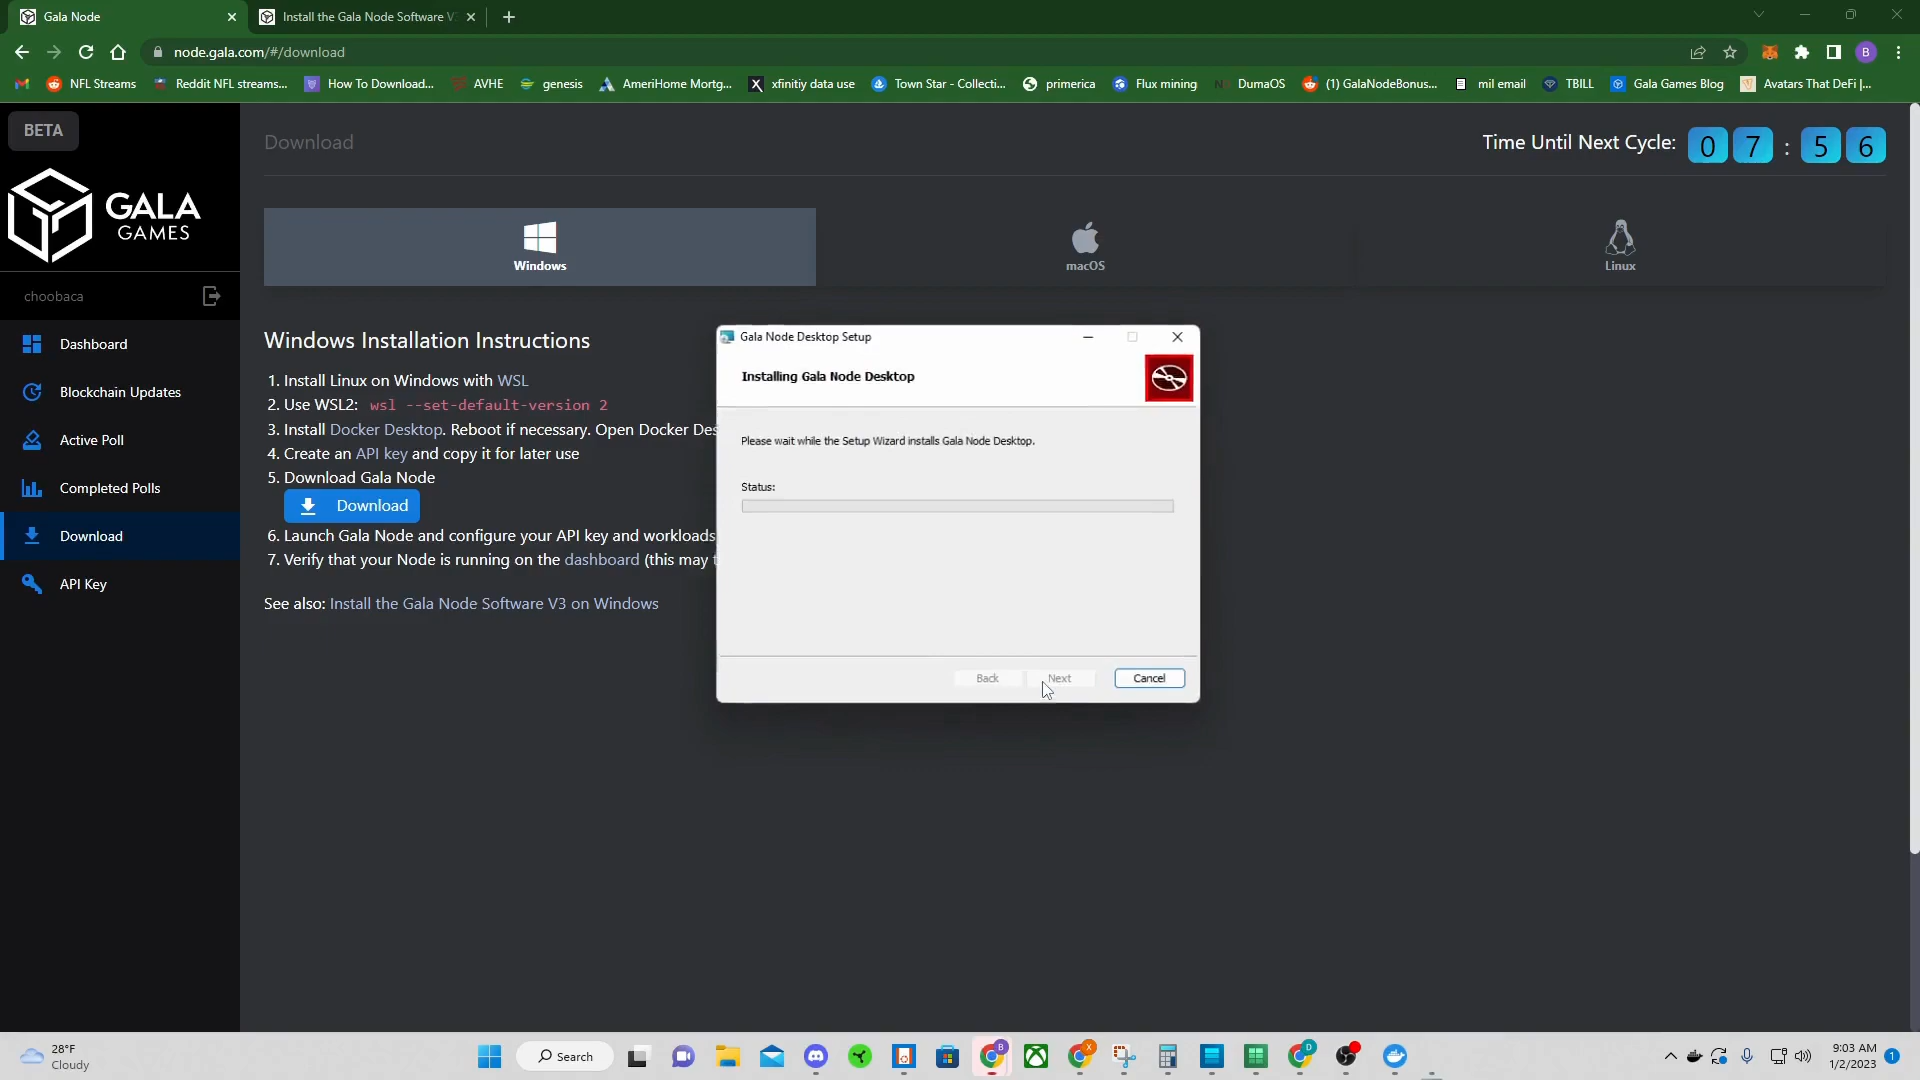 Gala Node
Install the Gala Node Software V
node.gala.com/#/download
NFL Streams
Reddit NFL streams...
How To Download...
AVHE
genesis
AmeriHome Mortg...
xfinitiy data use
Town Star - Collecti...
primerica
Flux mining
DumaOS
(1) GalaNodeBonus...
mil email
TBILL
Gala Games Blog
Avatars That DeFi |...
BETA
GALA
GAMES
Download
Time Until Next Cycle: 0 7 : 5 6
Windows
macOS
Linux
choobaca
Dashboard
Blockchain Updates
Active Poll
Completed Polls
Download
API Key
Windows Installation Instructions
1. Install Linux on Windows with WSL
2. Use WSL2: wsl --set-default-version 2
3. Install Docker Desktop. Reboot if necessary. Open Docker Des
4. Create an API key and copy it for later use
5. Download Gala Node
Download
6. Launch Gala Node and configure your API key and workloads
7. Verify that your Node is running on the dashboard (this may t
See also: Install the Gala Node Software V3 on Windows
Gala Node Desktop Setup
Installing Gala Node Desktop
Please wait while the Setup Wizard installs Gala Node Desktop.
Status:
Back
Next
Cancel
28°F
Cloudy
Search
9:03 AM
1/2/2023
1